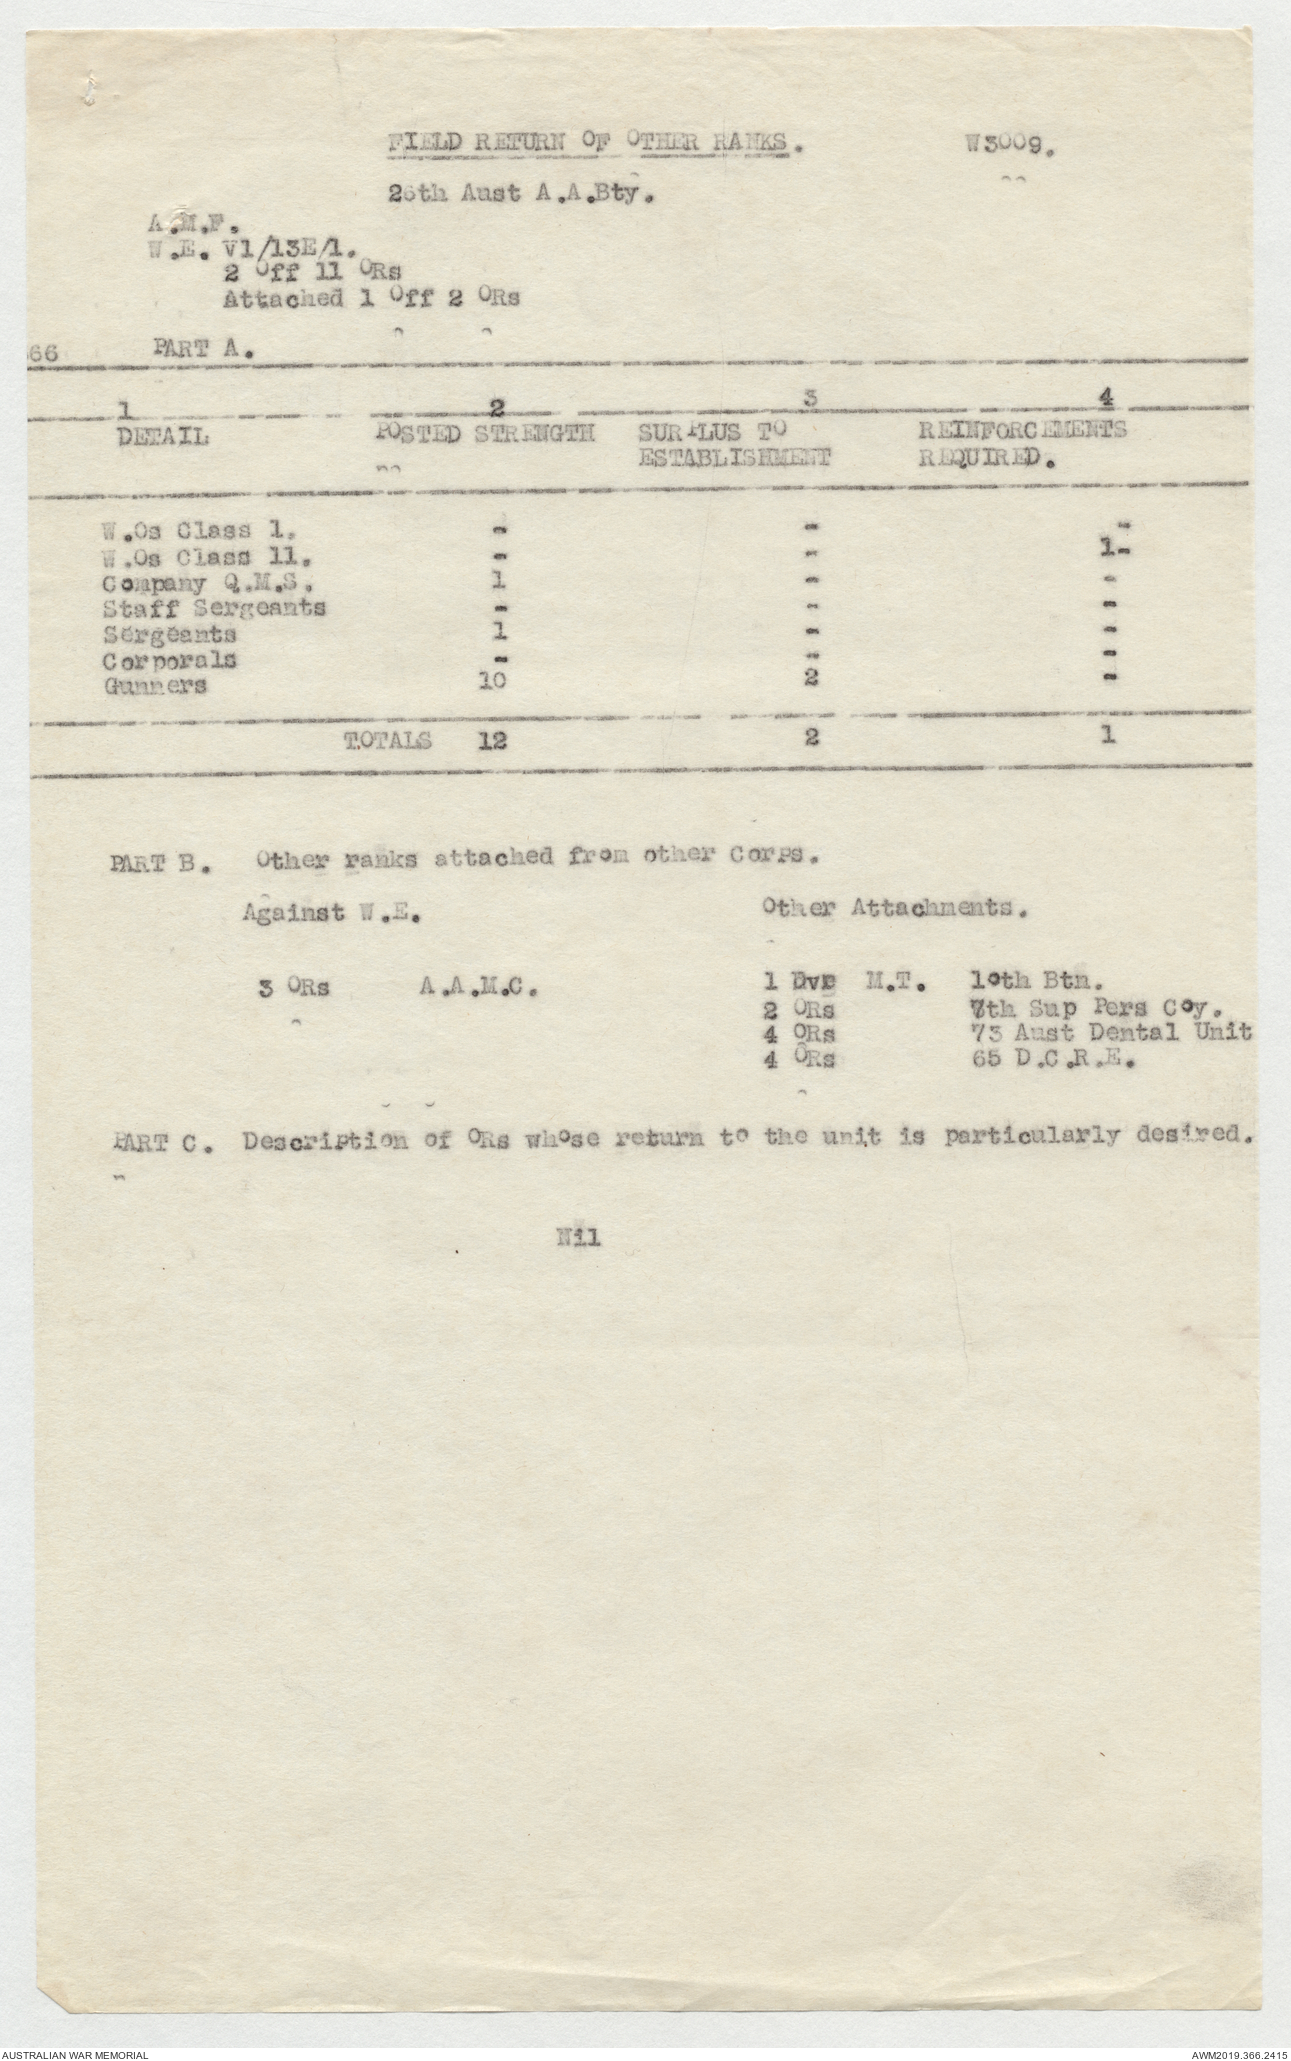 FIELD RETURN OF OTHER RANKS. W3009.
26th Aust A.A.Bty.
A.M.F.
W.E. V1/13E/1.
2 Off 11 ORs
Attached 1 Off 2 ORs
66 PART A.
1 2 3 4
DETAIL POSTED STRENGTH SURPLUS TO REINFORCEMENTS
ESTABLISHMENT REQUIRED.
W.Os Class 1. - - -
W.Os Class 11. - - 1-
Company Q.M.S. 1 - -
Staff Sergeants - - -
Sergeants 1 - -
Corporals - - -
Gunners 10 2 -
TOTALS 12 2 1
PART B. Other ranks attached from other Corps.
Against W.E. Other Attachments.
3 ORs A.A.M.C. 1 Dvr M.T. 10th Btn.
2 ORs 7th Sup Pers Coy.
4 ORs 73 Aust Dental Unit
4 ORs 65 D.C.R.E.
PART C. Description of ORs whose return to the unit is particularly desired.
Nil
AUSTRALIAN WAR MEMORIAL AWM2019.366.2415